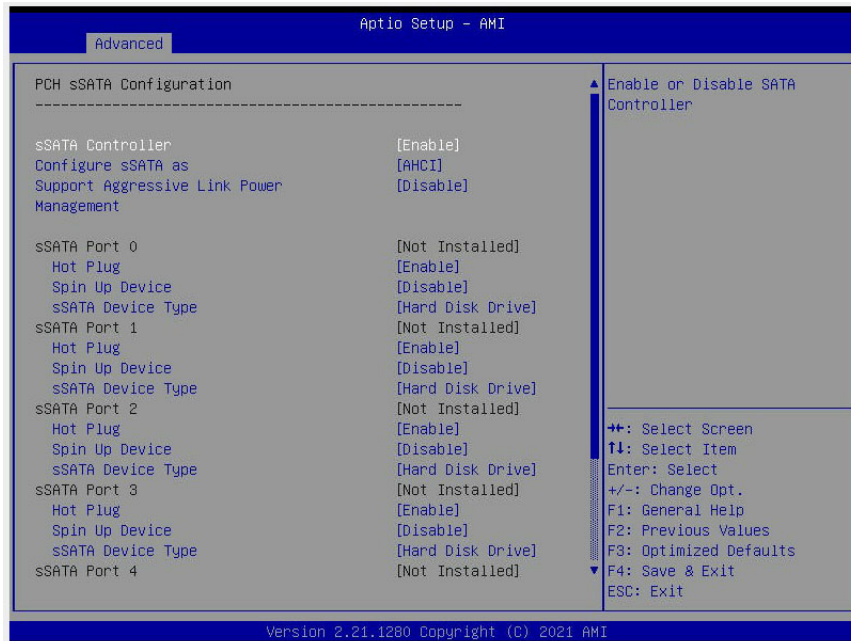 Aptio Setup - AMI
Advanced
PCH sSATA Configuration
--------------------------------------------------
sSATA Controller [Enable]
Configure sSATA as [AHCI]
Support Aggressive Link Power [Disable]
Management
sSATA Port 0 [Not Installed]
Hot Plug [Enable]
Spin Up Device [Disable]
sSATA Device Type [Hard Disk Drive]
sSATA Port 1 [Not Installed]
Hot Plug [Enable]
Spin Up Device [Disable]
sSATA Device Type [Hard Disk Drive]
sSATA Port 2 [Not Installed]
Hot Plug [Enable]
Spin Up Device [Disable]
sSATA Device Type [Hard Disk Drive]
sSATA Port 3 [Not Installed]
Hot Plug [Enable]
Spin Up Device [Disable]
sSATA Device Type [Hard Disk Drive]
sSATA Port 4 [Not Installed]
Enable or Disable SATA
Controller
→←: Select Screen
↑↓: Select Item
Enter: Select
+/-: Change Opt.
F1: General Help
F2: Previous Values
F3: Optimized Defaults
F4: Save & Exit
ESC: Exit
Version 2.21.1280 Copyright (C) 2021 AMI